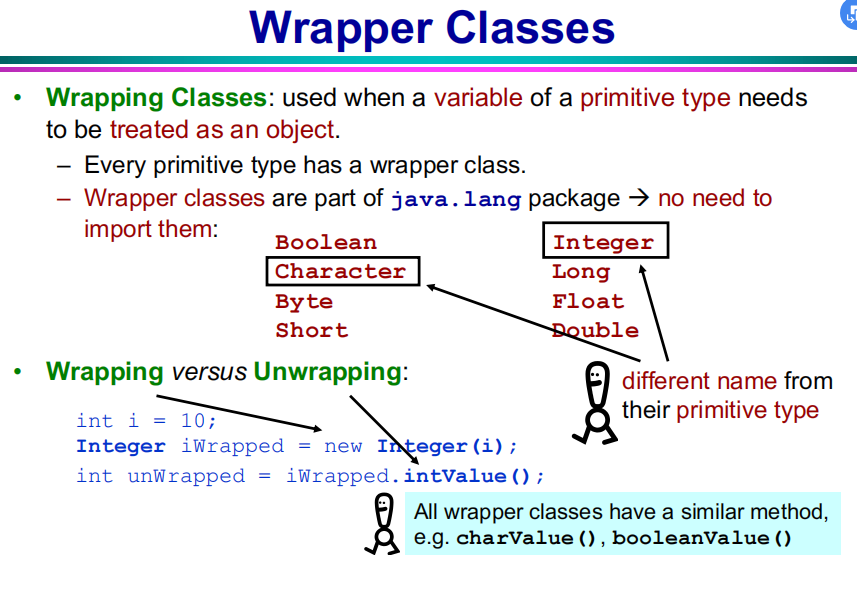 Wrapper Classes
• Wrapping Classes: used when a variable of a primitive type needs
to be treated as an object.
– Every primitive type has a wrapper class.
– Wrapper classes are part of java.lang package → no need to
import them:
Boolean Integer
Character Long
Byte Float
Short Double
• Wrapping versus Unwrapping:
different name from
their primitive type
int i = 10;
Integer iWrapped = new Integer(i);
int unWrapped = iWrapped.intValue();
All wrapper classes have a similar method,
e.g. charValue(), booleanValue()